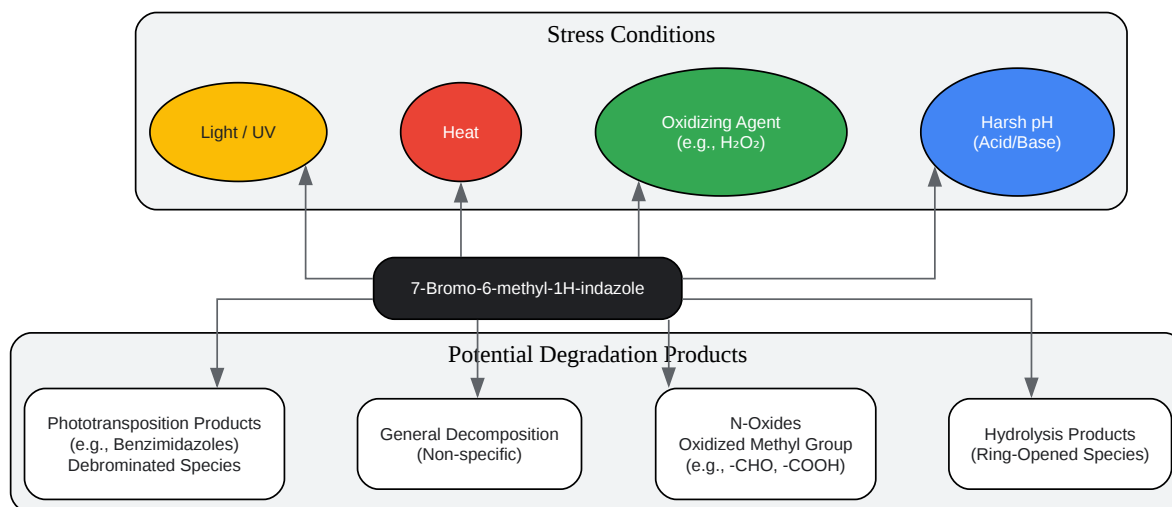 Stress Conditions
Light / UV
Heat
Oxidizing Agent
(e.g., H₂O₂)
Harsh pH
(Acid/Base)
7-Bromo-6-methyl-1H-indazole
Potential Degradation Products
Phototransposition Products
(e.g., Benzimidazoles)
Debrominated Species
General Decomposition
(Non-specific)
N-Oxides
Oxidized Methyl Group
(e.g., -CHO, -COOH)
Hydrolysis Products
(Ring-Opened Species)